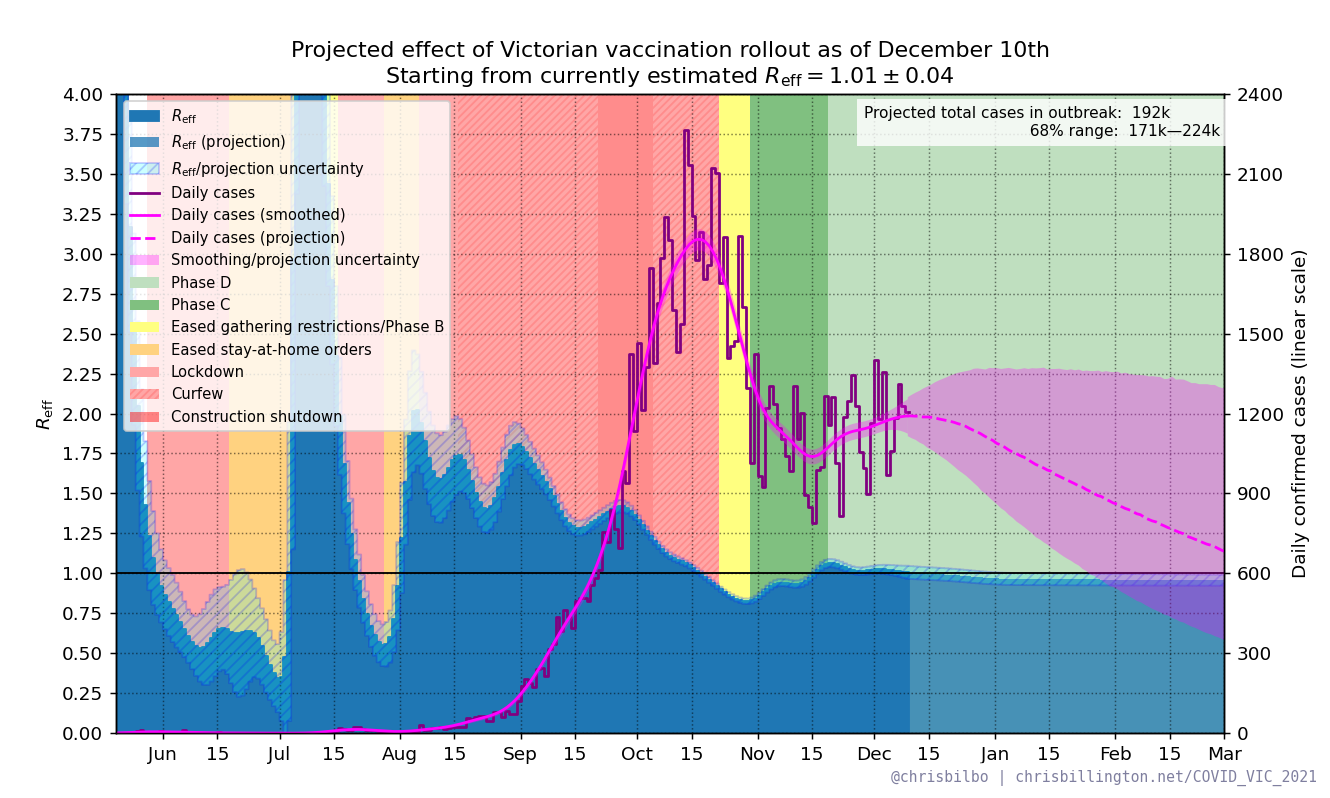 Projected effect of Victorian vaccination rollout as of December 10th
Starting from currently estimated R_eff = 1.01 ± 0.04
Projected total cases in outbreak: 192k
68% range: 171k—224k
R_eff
R_eff (projection)
R_eff/projection uncertainty
Daily cases
Daily cases (smoothed)
Daily cases (projection)
Smoothing/projection uncertainty
Phase D
Phase C
Eased gathering restrictions/Phase B
Eased stay-at-home orders
Lockdown
Curfew
Construction shutdown
R_eff
4.00
3.75
3.50
3.25
3.00
2.75
2.50
2.25
2.00
1.75
1.50
1.25
1.00
0.75
0.50
0.25
0.00
Daily confirmed cases (linear scale)
2400
2100
1800
1500
1200
900
600
300
0
Jun 15 Jul 15 Aug 15 Sep 15 Oct 15 Nov 15 Dec 15 Jan 15 Feb 15 Mar
@chrisbilbo | chrisbillington.net/COVID_VIC_2021